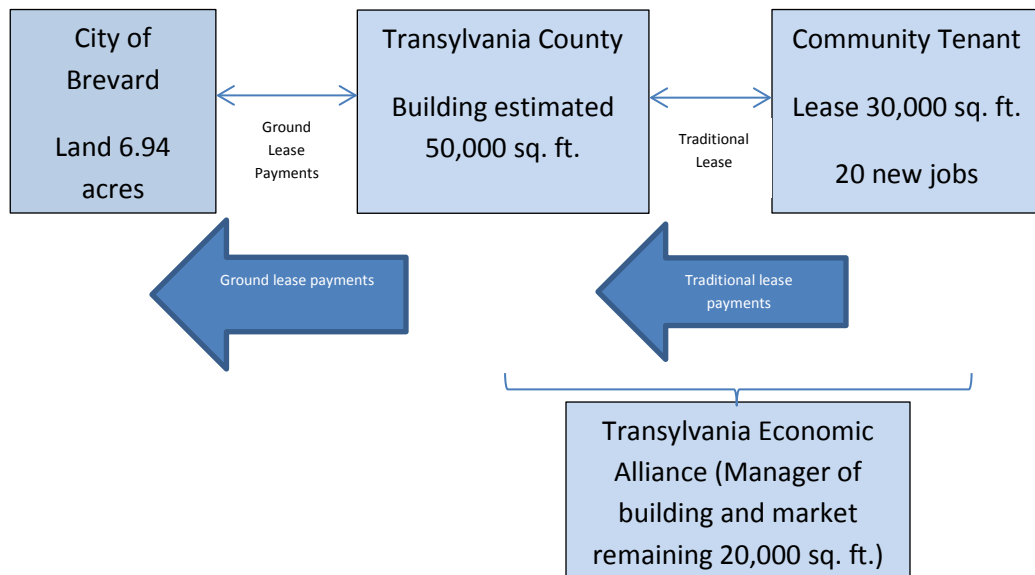 City of
Brevard
Land 6.94
acres
Ground
Lease
Payments
Transylvania County
Building estimated
50,000 sq. ft.
Traditional
Lease
Community Tenant
Lease 30,000 sq. ft.
20 new jobs
Ground lease payments
Traditional lease
payments
Transylvania Economic
Alliance (Manager of
building and market
remaining 20,000 sq. ft.)